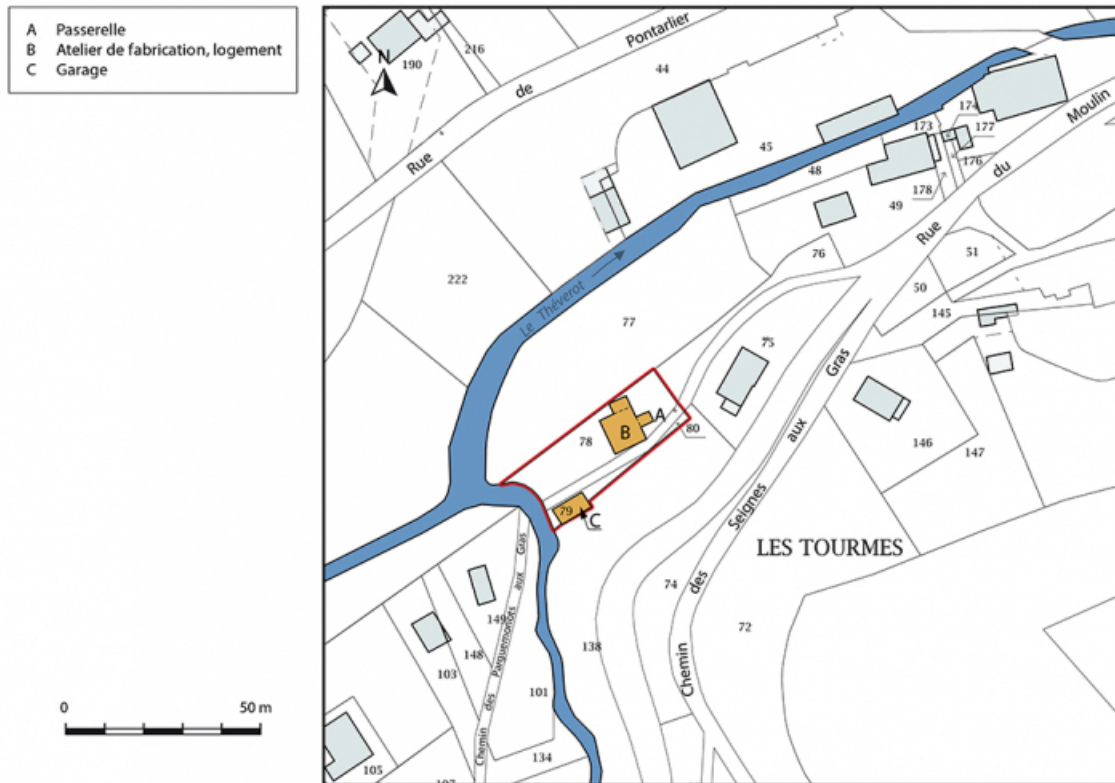 A Passerelle
B Atelier de fabrication, logement
C Garage
0 50 m
N
190
216
Rue de Pontarlier
44
45
48
173
174
177
176
178
49
Rue du Moulin
76
51
50
145
222
Le Théverot
77
75
A
B
78
80
79
C
146
147
LES TOURMES
Chemin des Seignes aux Gras
74
72
138
149
148
103
101
134
105
107
Chemin des Parguemoniots aux Gras